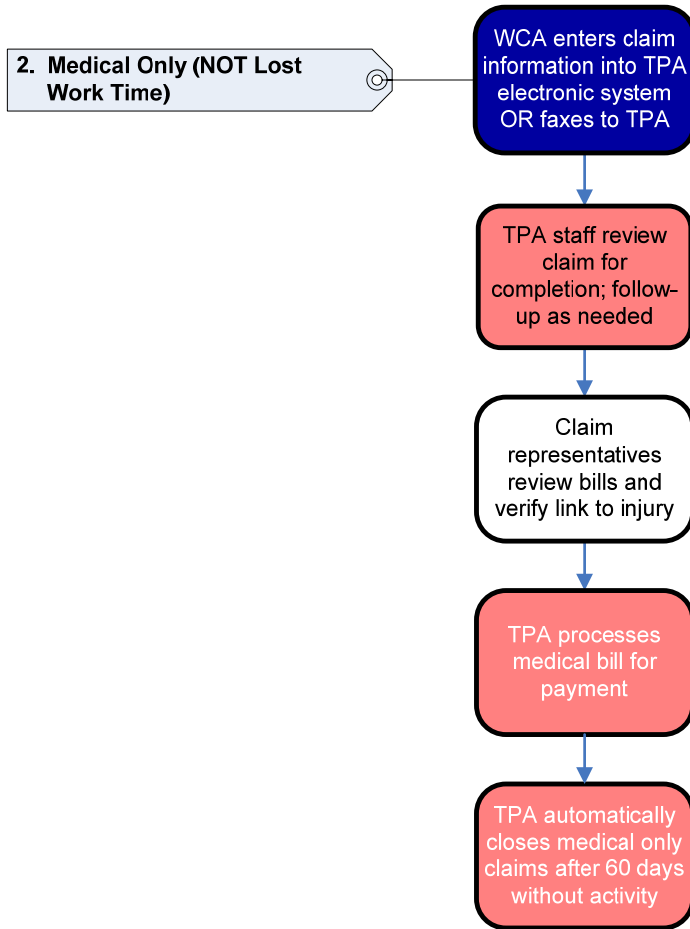 2. Medical Only (NOT Lost
Work Time)
WCA enters claim
information into TPA
electronic system
OR faxes to TPA
TPA staff review
claim for
completion; follow-
up as needed
Claim
representatives
review bills and
verify link to injury
TPA processes
medical bill for
payment
TPA automatically
closes medical only
claims after 60 days
without activity